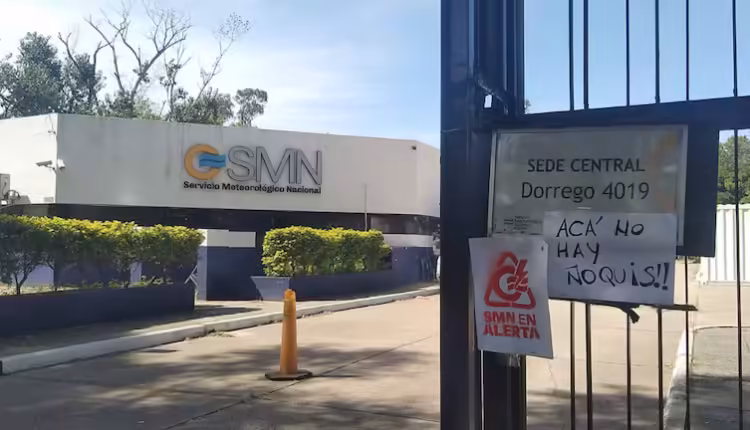 SMN
Servicio Meteorológico Nacional
SEDE CENTRAL
Dorrego 4019
ACÁ NO
HAY
ÑOQUIS!!
SMN EN
ALERTA